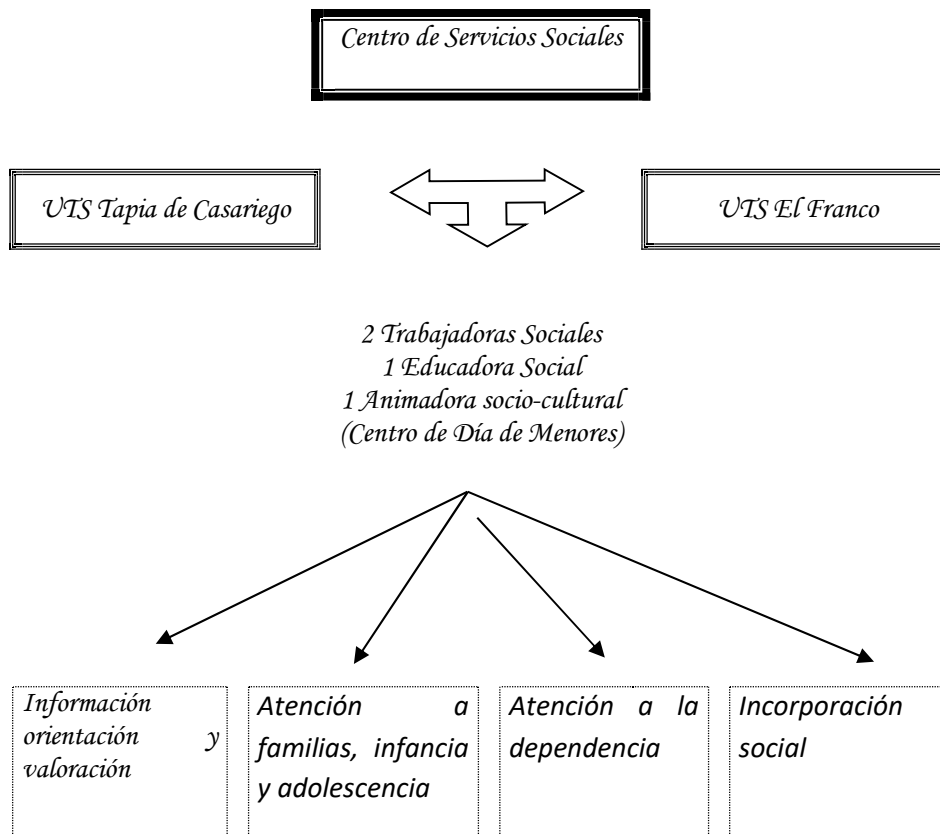 Centro de Servicios Sociales
UTS Tapia de Casariego
UTS El Franco
2 Trabajadoras Sociales
1 Educadora Social
1 Animadora socio-cultural
(Centro de Día de Menores)
Información
orientación y
valoración
Atención a
familias, infancia
y adolescencia
Atención a la
dependencia
Incorporación
social